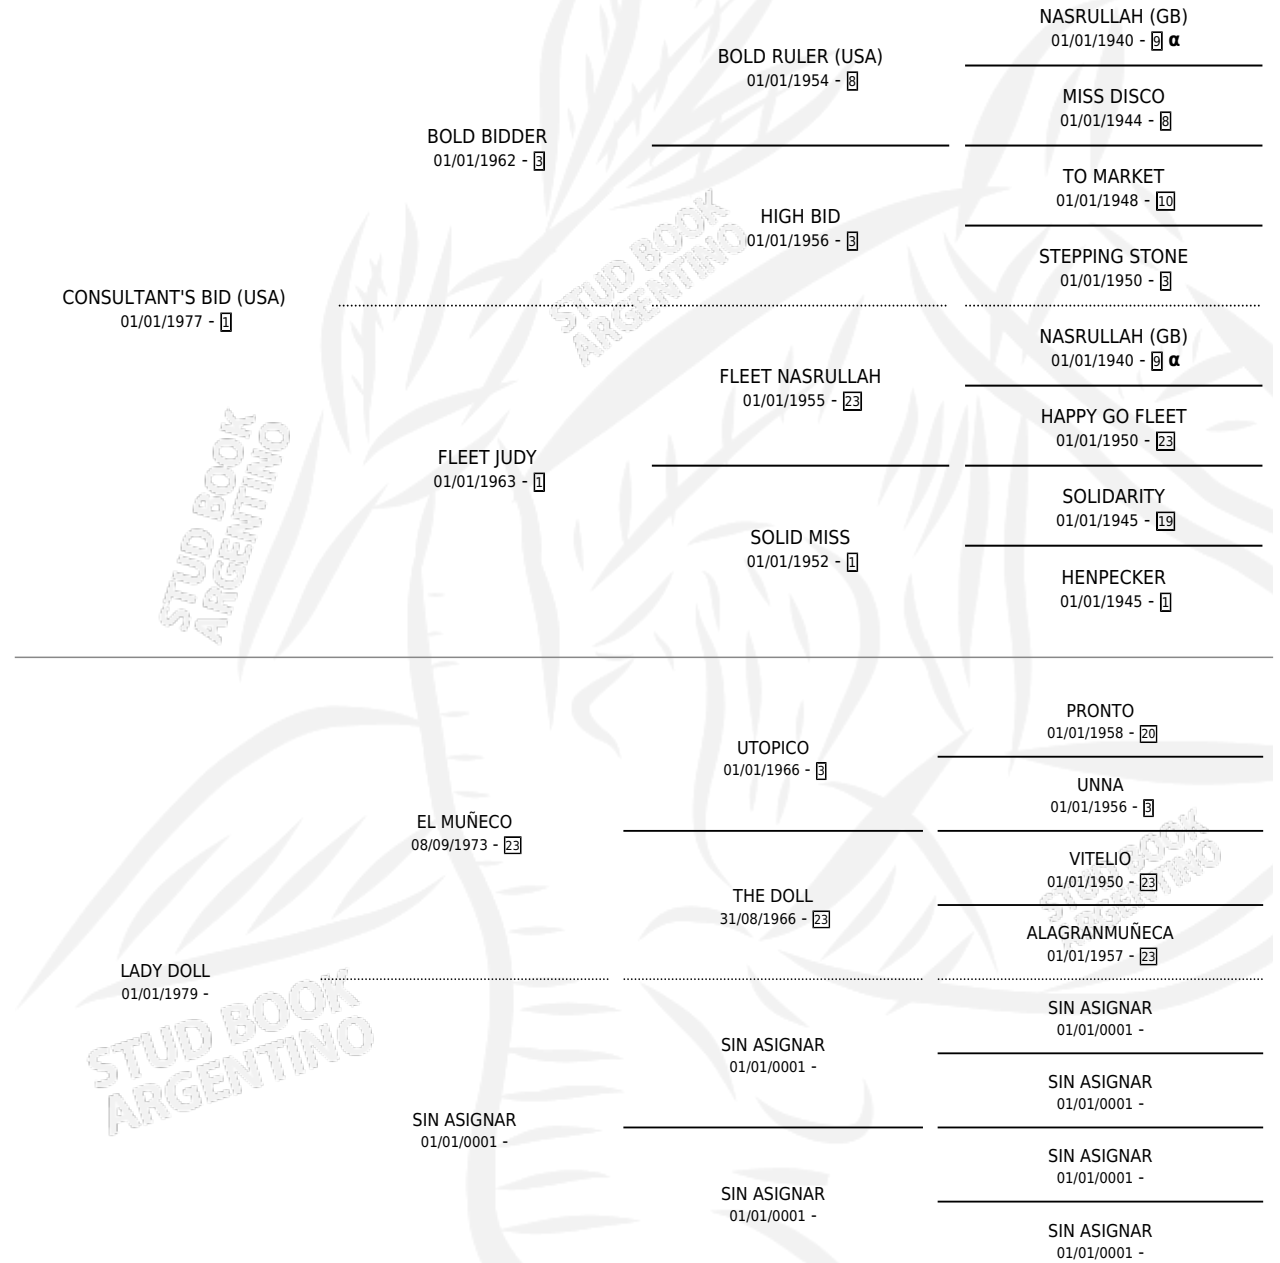 NASRULLAH (GB)
01/01/1940 - 9 α
BOLD RULER (USA)
01/01/1954 - 8
MISS DISCO
01/01/1944 - 8
BOLD BIDDER
01/01/1962 - 3
TO MARKET
01/01/1948 - 10
HIGH BID
01/01/1956 - 3
STEPPING STONE
01/01/1950 - 3
CONSULTANT'S BID (USA)
01/01/1977 - 1
NASRULLAH (GB)
01/01/1940 - 9 α
FLEET NASRULLAH
01/01/1955 - 23
HAPPY GO FLEET
01/01/1950 - 23
FLEET JUDY
01/01/1963 - 1
SOLIDARITY
01/01/1945 - 19
SOLID MISS
01/01/1952 - 1
HENPECKER
01/01/1945 - 1
PRONTO
01/01/1958 - 20
UTOPICO
01/01/1966 - 3
UNNA
01/01/1956 - 3
EL MUÑECO
08/09/1973 - 23
VITELIO
01/01/1950 - 23
THE DOLL
31/08/1966 - 23
ALAGRANMUÑECA
01/01/1957 - 23
LADY DOLL
01/01/1979 -
SIN ASIGNAR
01/01/0001 -
SIN ASIGNAR
01/01/0001 -
SIN ASIGNAR
01/01/0001 -
SIN ASIGNAR
01/01/0001 -
SIN ASIGNAR
01/01/0001 -
SIN ASIGNAR
01/01/0001 -
SIN ASIGNAR
01/01/0001 -
STUD BOOK
ARGENTINO
STUD BOOK
ARGENTINO
STUD BOOK
ARGENTINO
STUD BOOK
ARGENTINO